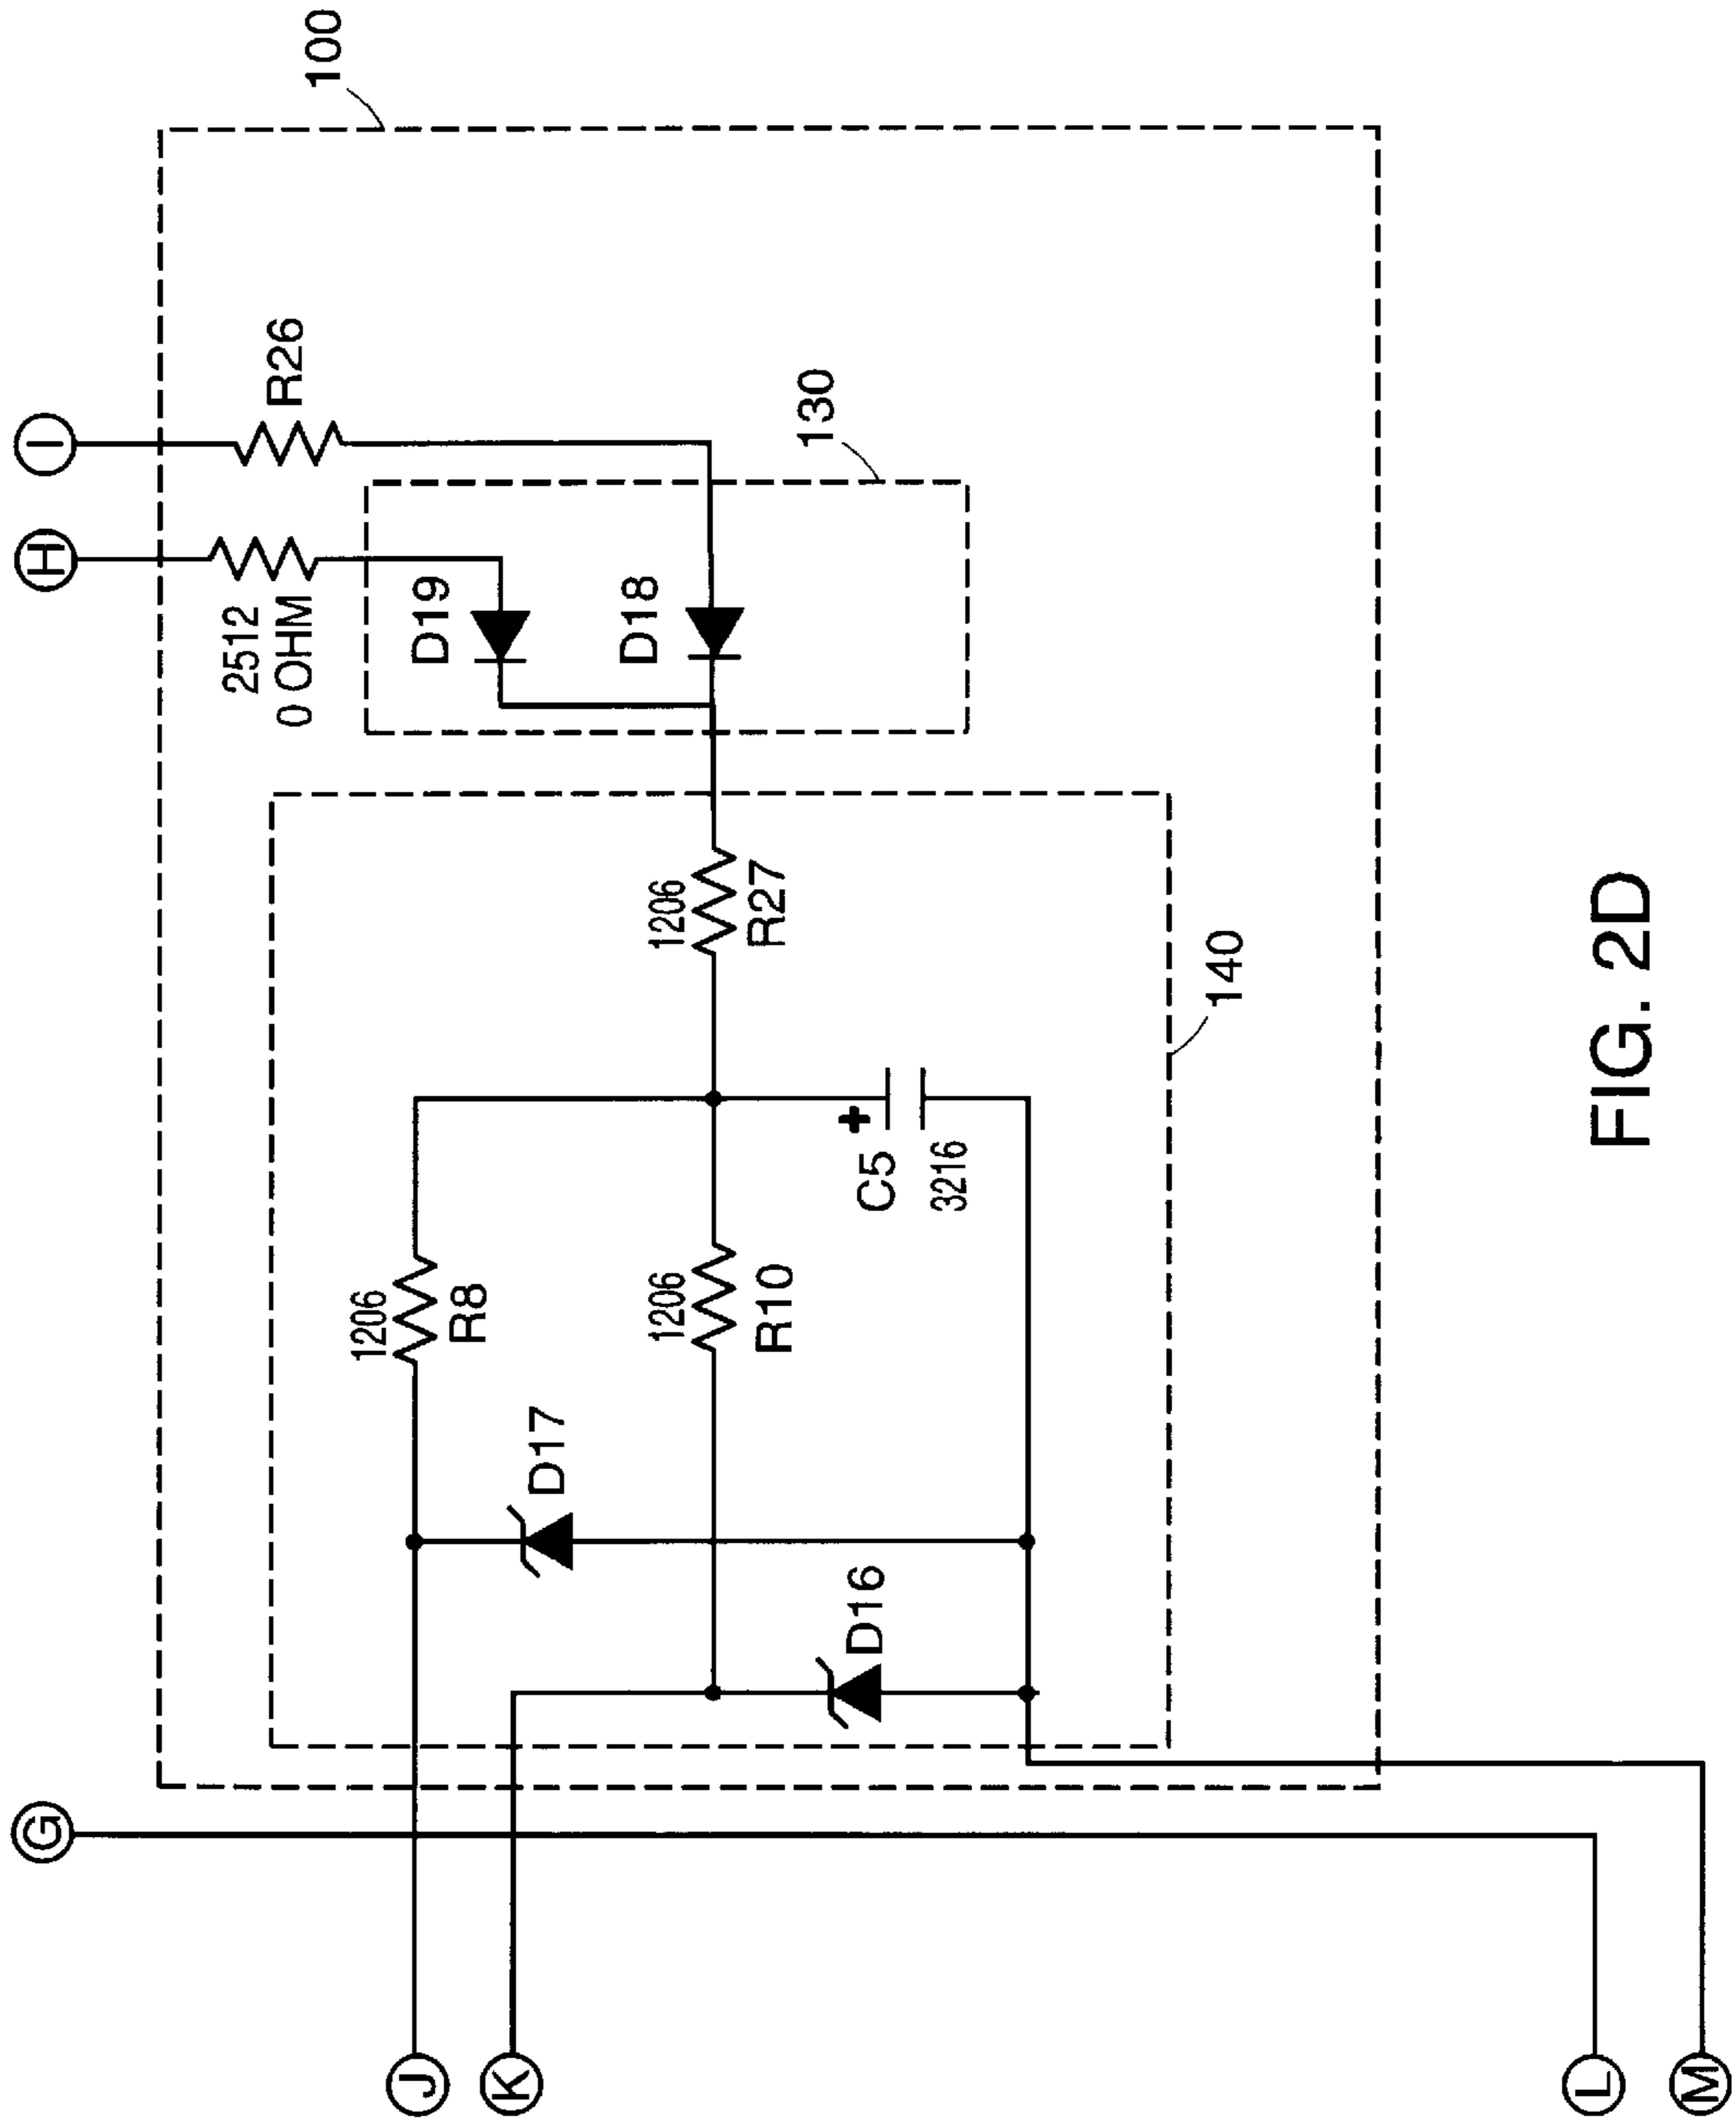 G
H
I
100
2512
0 OHM
R26
D19
130
D18
1206
R8
1206
R27
D17
1206
R10
C5
3216
D16
140
J
K
L
M
FIG. 2D